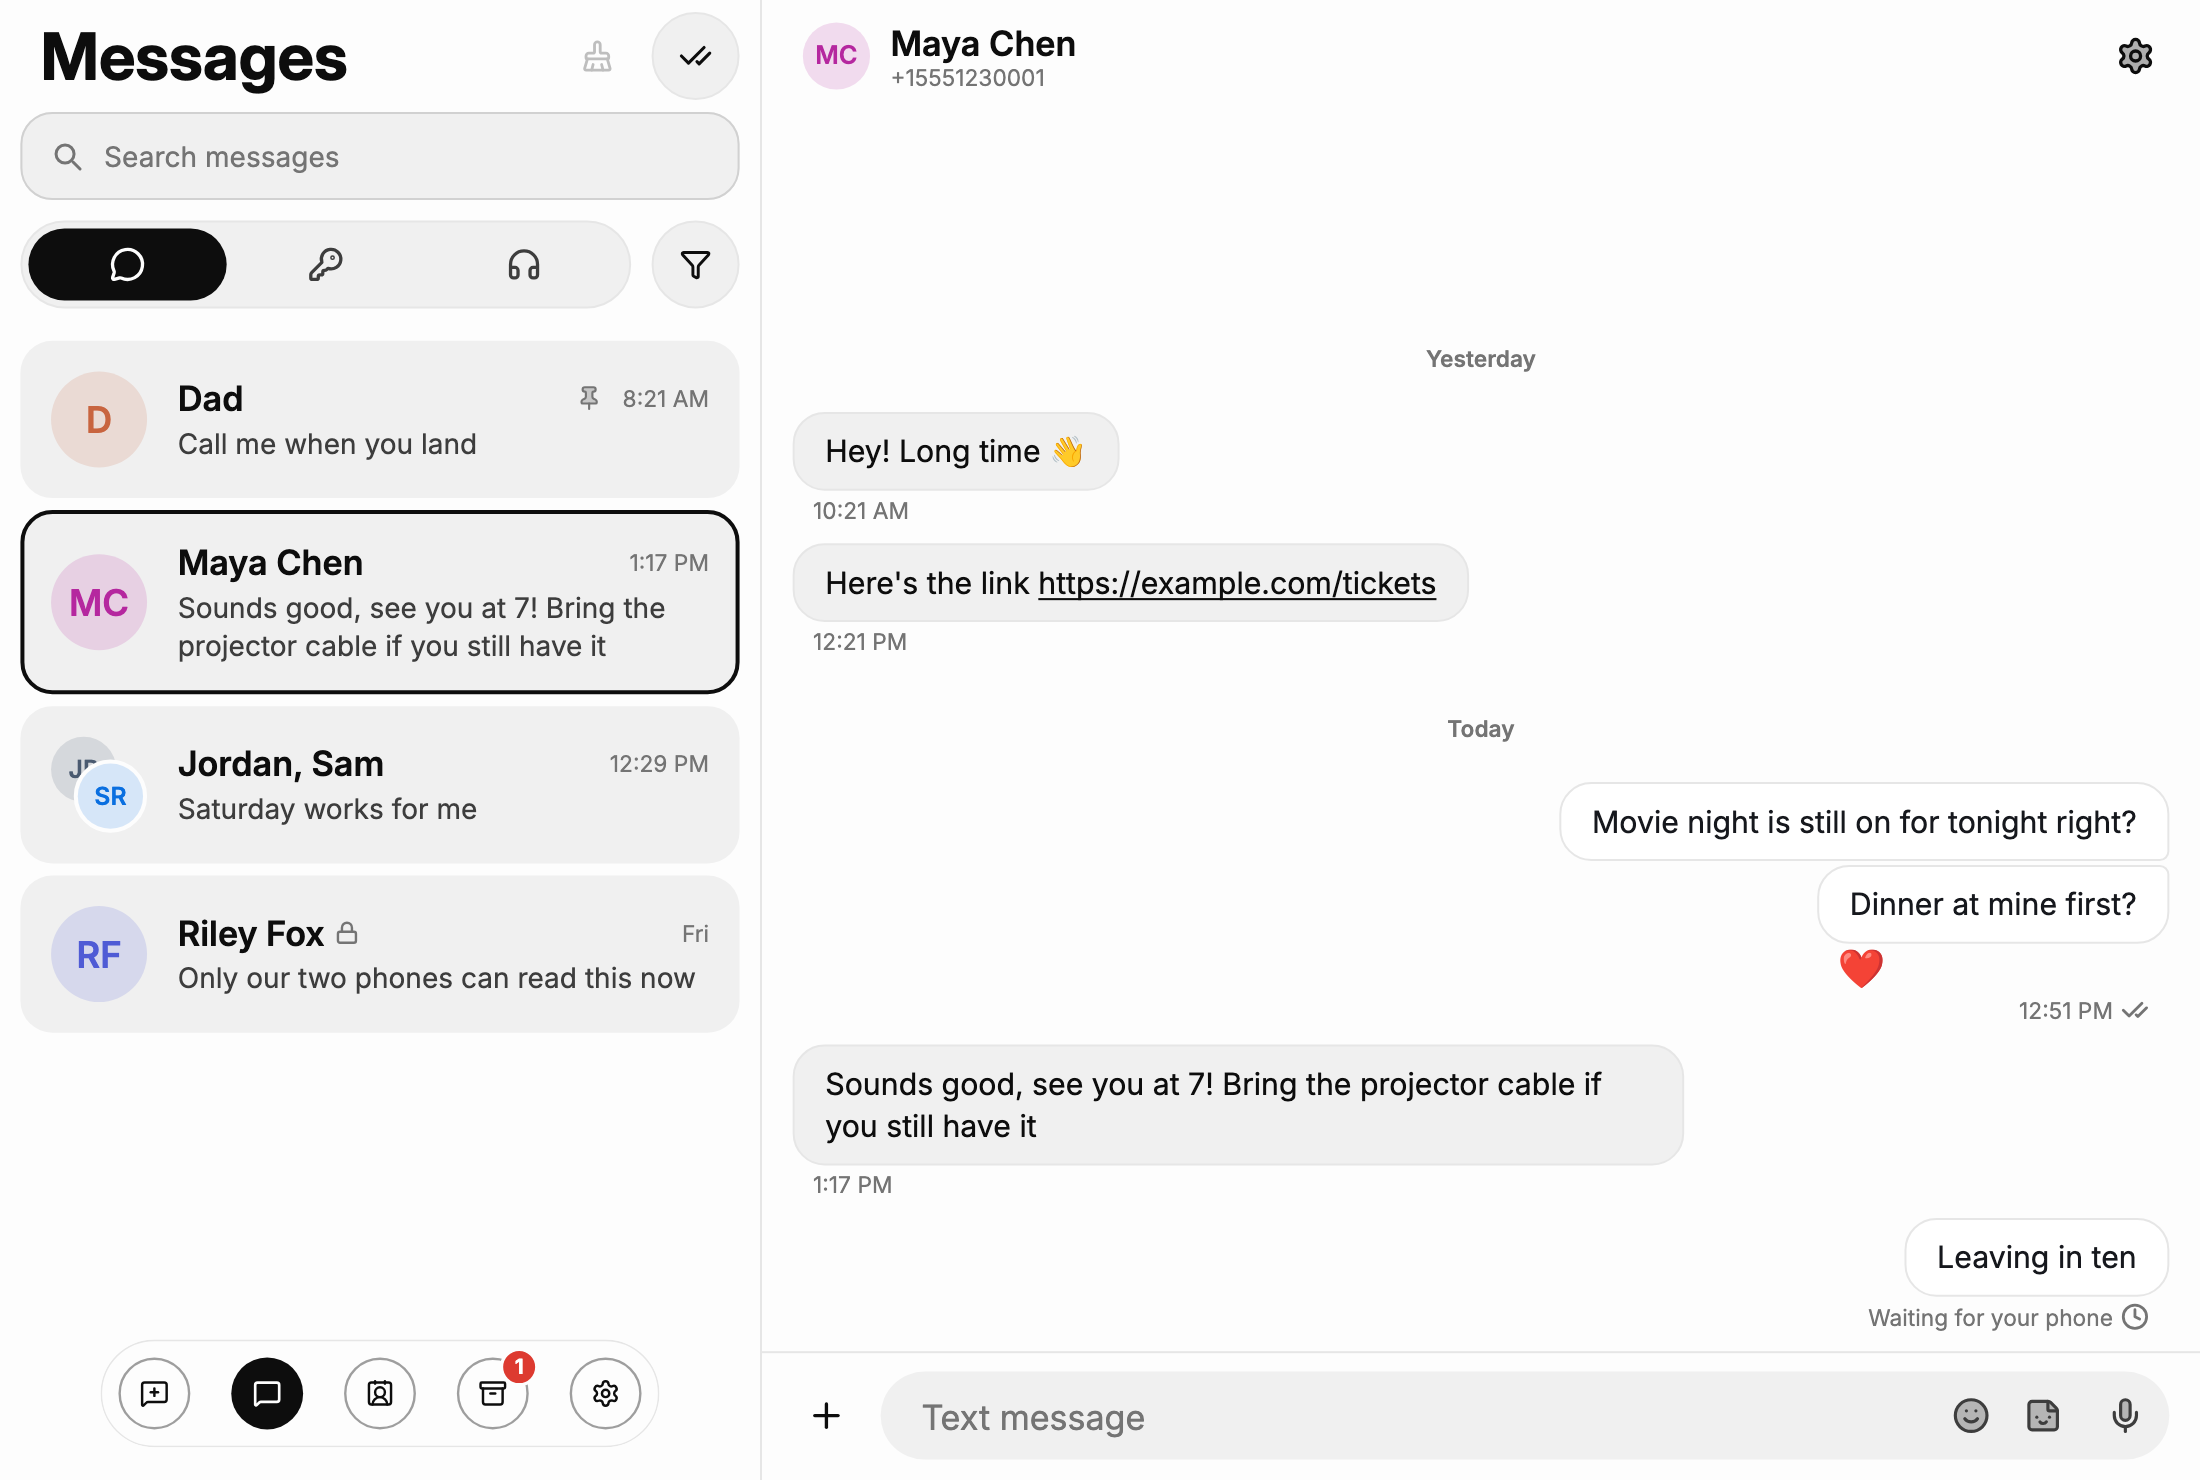 Messages
Search messages
D
Dad
8:21 AM
Call me when you land
MC
Maya Chen
1:17 PM
Sounds good, see you at 7! Bring the
projector cable if you still have it
SR
Jordan, Sam
12:29 PM
Saturday works for me
RF
Riley Fox
Fri
Only our two phones can read this now
1
MC
Maya Chen
+15551230001
Yesterday
Hey! Long time 👋
10:21 AM
Here's the link https://example.com/tickets
12:21 PM
Today
Movie night is still on for tonight right?
Dinner at mine first?
❤️
12:51 PM
Sounds good, see you at 7! Bring the projector cable if
you still have it
1:17 PM
Leaving in ten
Waiting for your phone
Text message